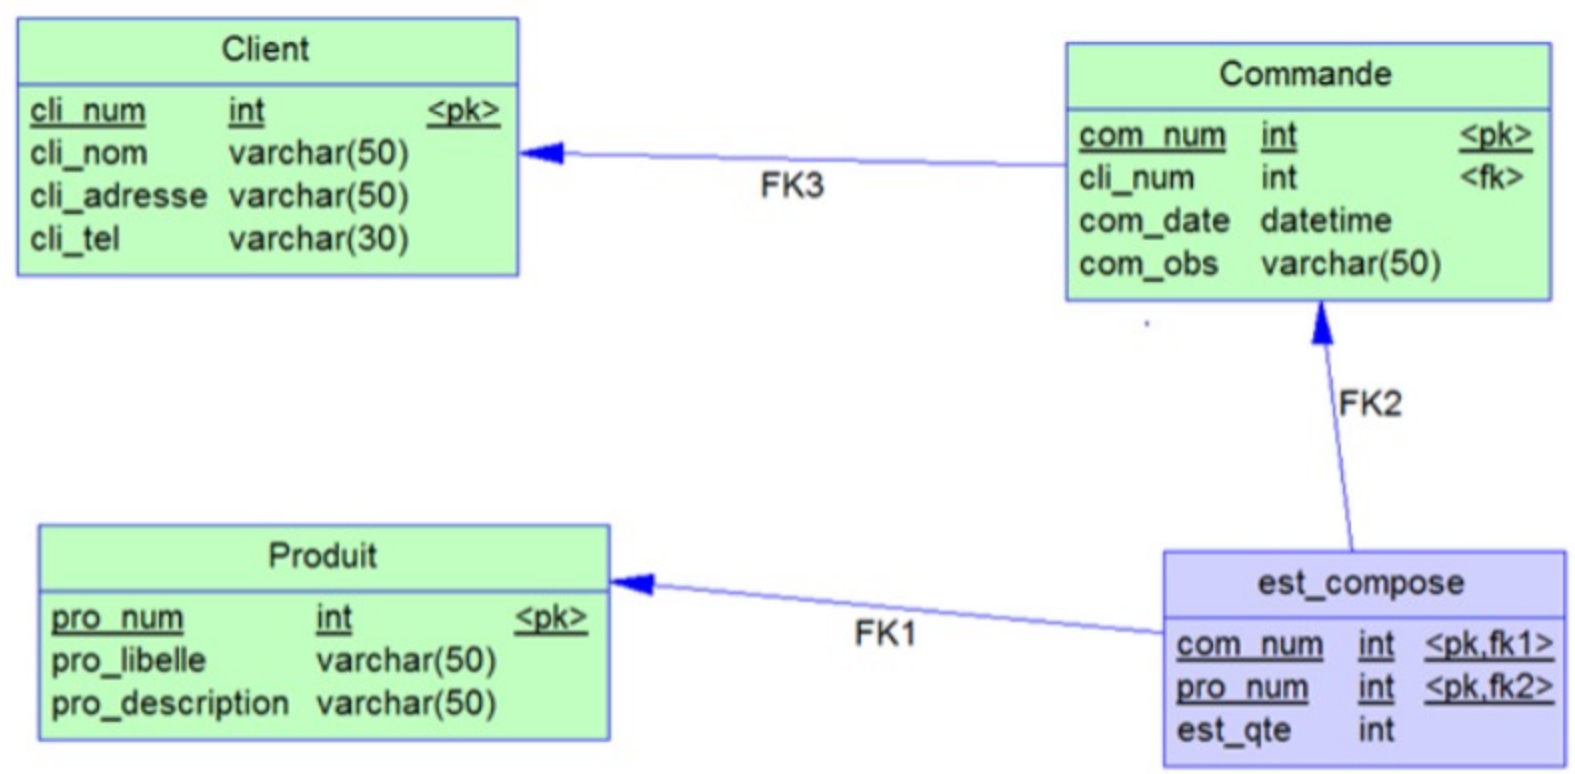 Client
cli_num int <pk>
cli_nom varchar(50)
cli_adresse varchar(50)
cli_tel varchar(30)
Commande
com_num int <pk>
cli_num int <fk>
com_date datetime
com_obs varchar(50)
FK3
FK2
Produit
pro_num int <pk>
pro_libelle varchar(50)
pro_description varchar(50)
FK1
est_compose
com_num int <pk,fk1>
pro_num int <pk,fk2>
est_qte int